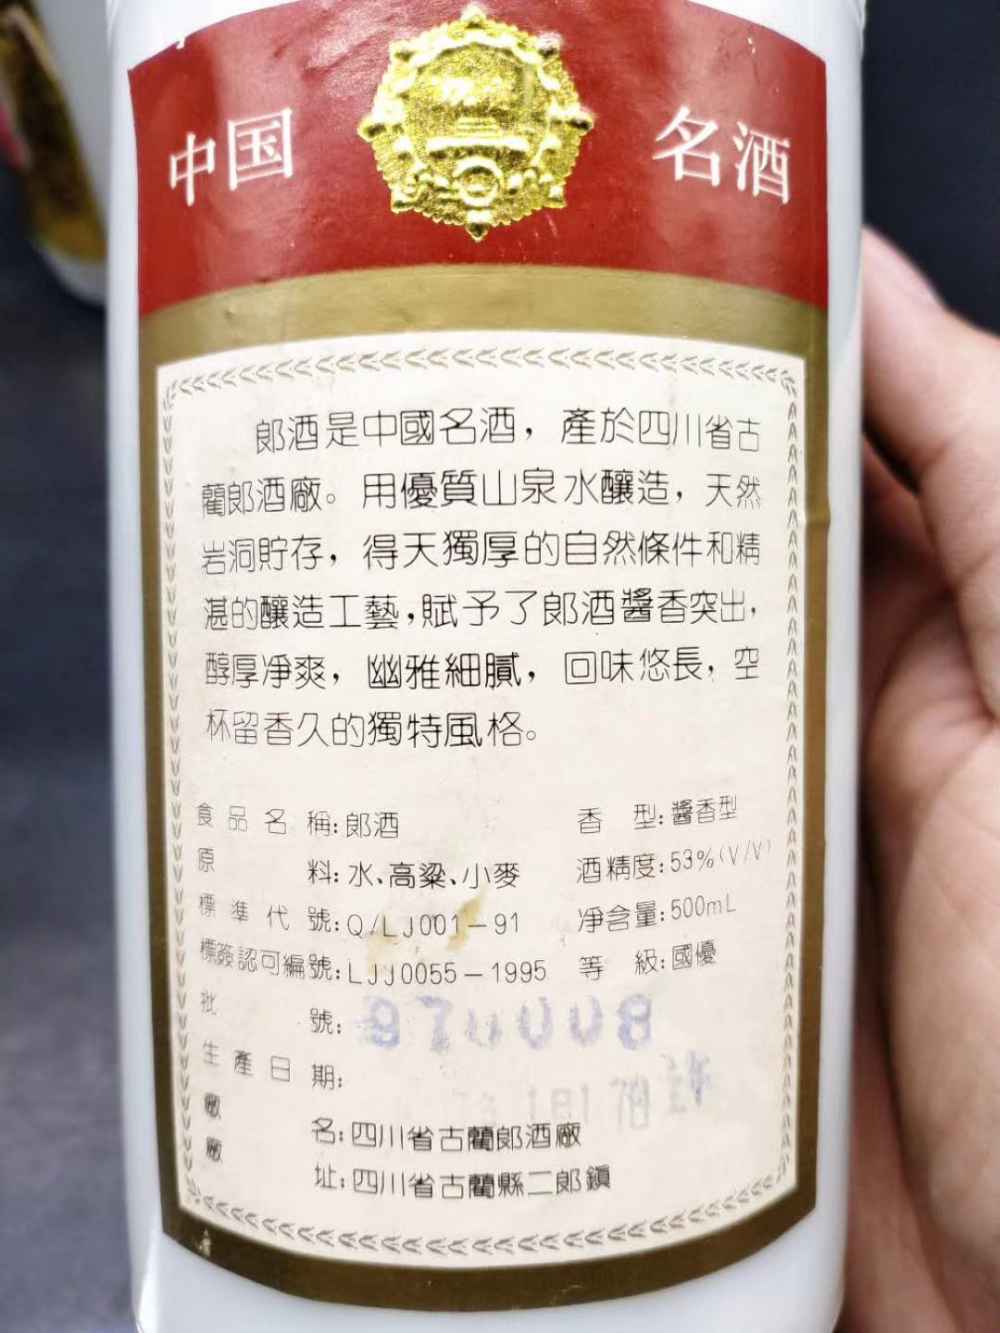 中国 名酒
郎酒是中國名酒，產於四川省古
藺郎酒廠。用優質山泉水釀造，天然
岩洞貯存，得天獨厚的自然條件和精
湛的釀造工藝，賦予了郎酒醬香突出，
醇厚凈爽，幽雅細膩，回味悠長，空
杯留香久的獨特風格。
食品名稱:郎酒 香型:醬香型
原料:水、高粱、小麥 酒精度:53%(V/V)
標準代號:Q/LJ001-91 凈含量:500mL
標簽認可編號:LJJ0055-1995 等級:國優
批號:
生產日期:
廠名:四川省古藺郎酒廠
廠址:四川省古藺縣二郎鎮